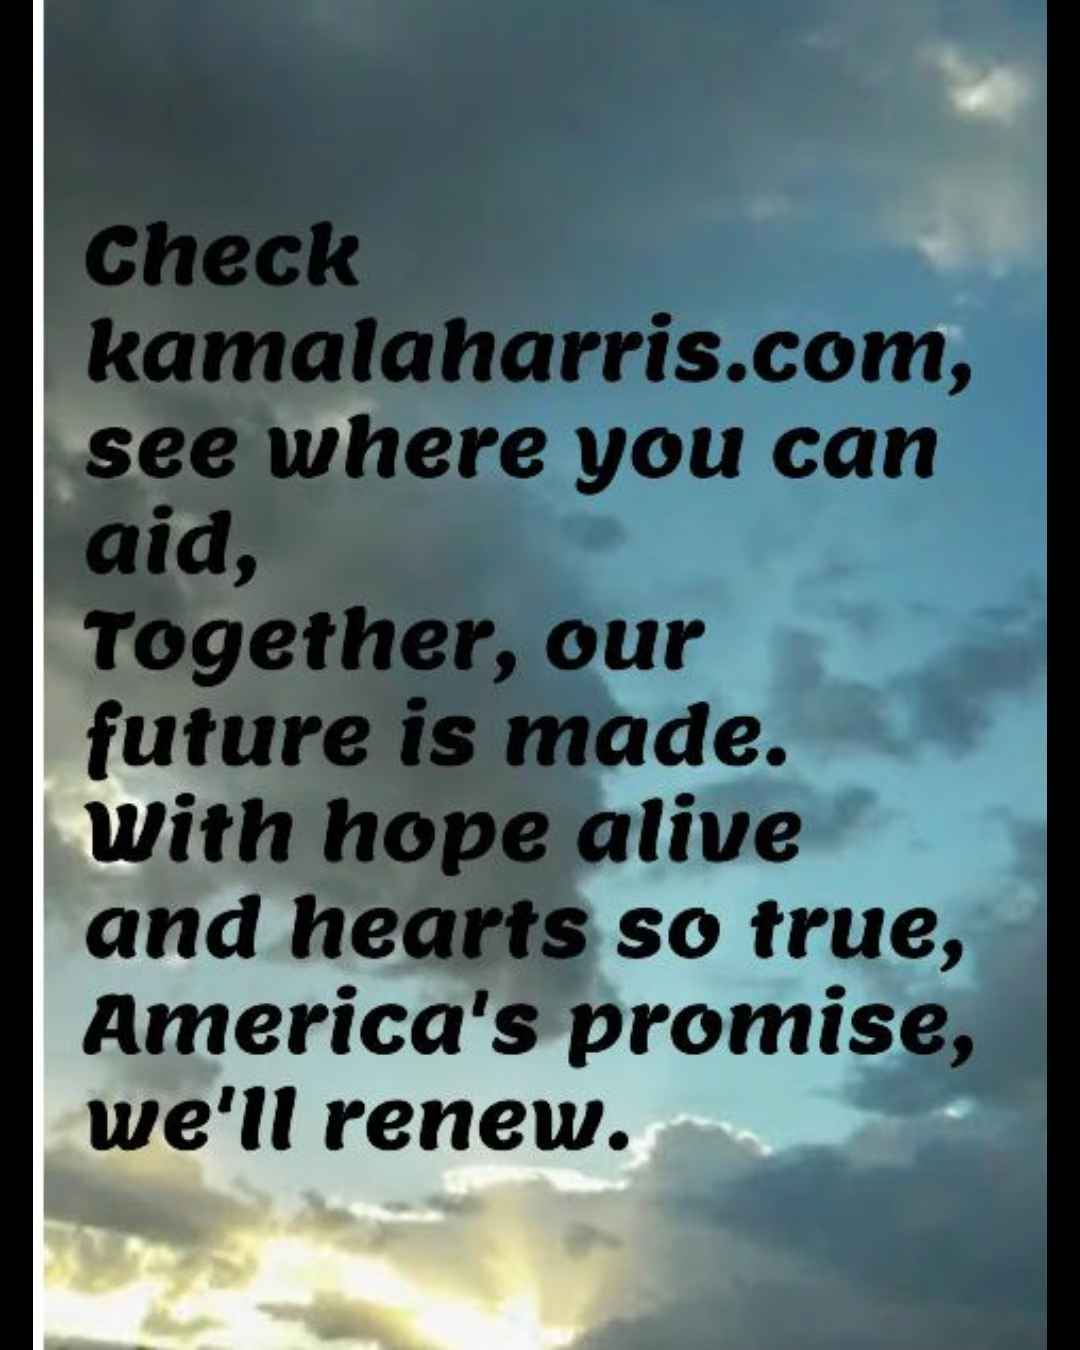 Check
kamalaharris.com,
see where you can
aid,
Together, our
future is made.
With hope alive
and hearts so true,
America's promise,
we'll renew.